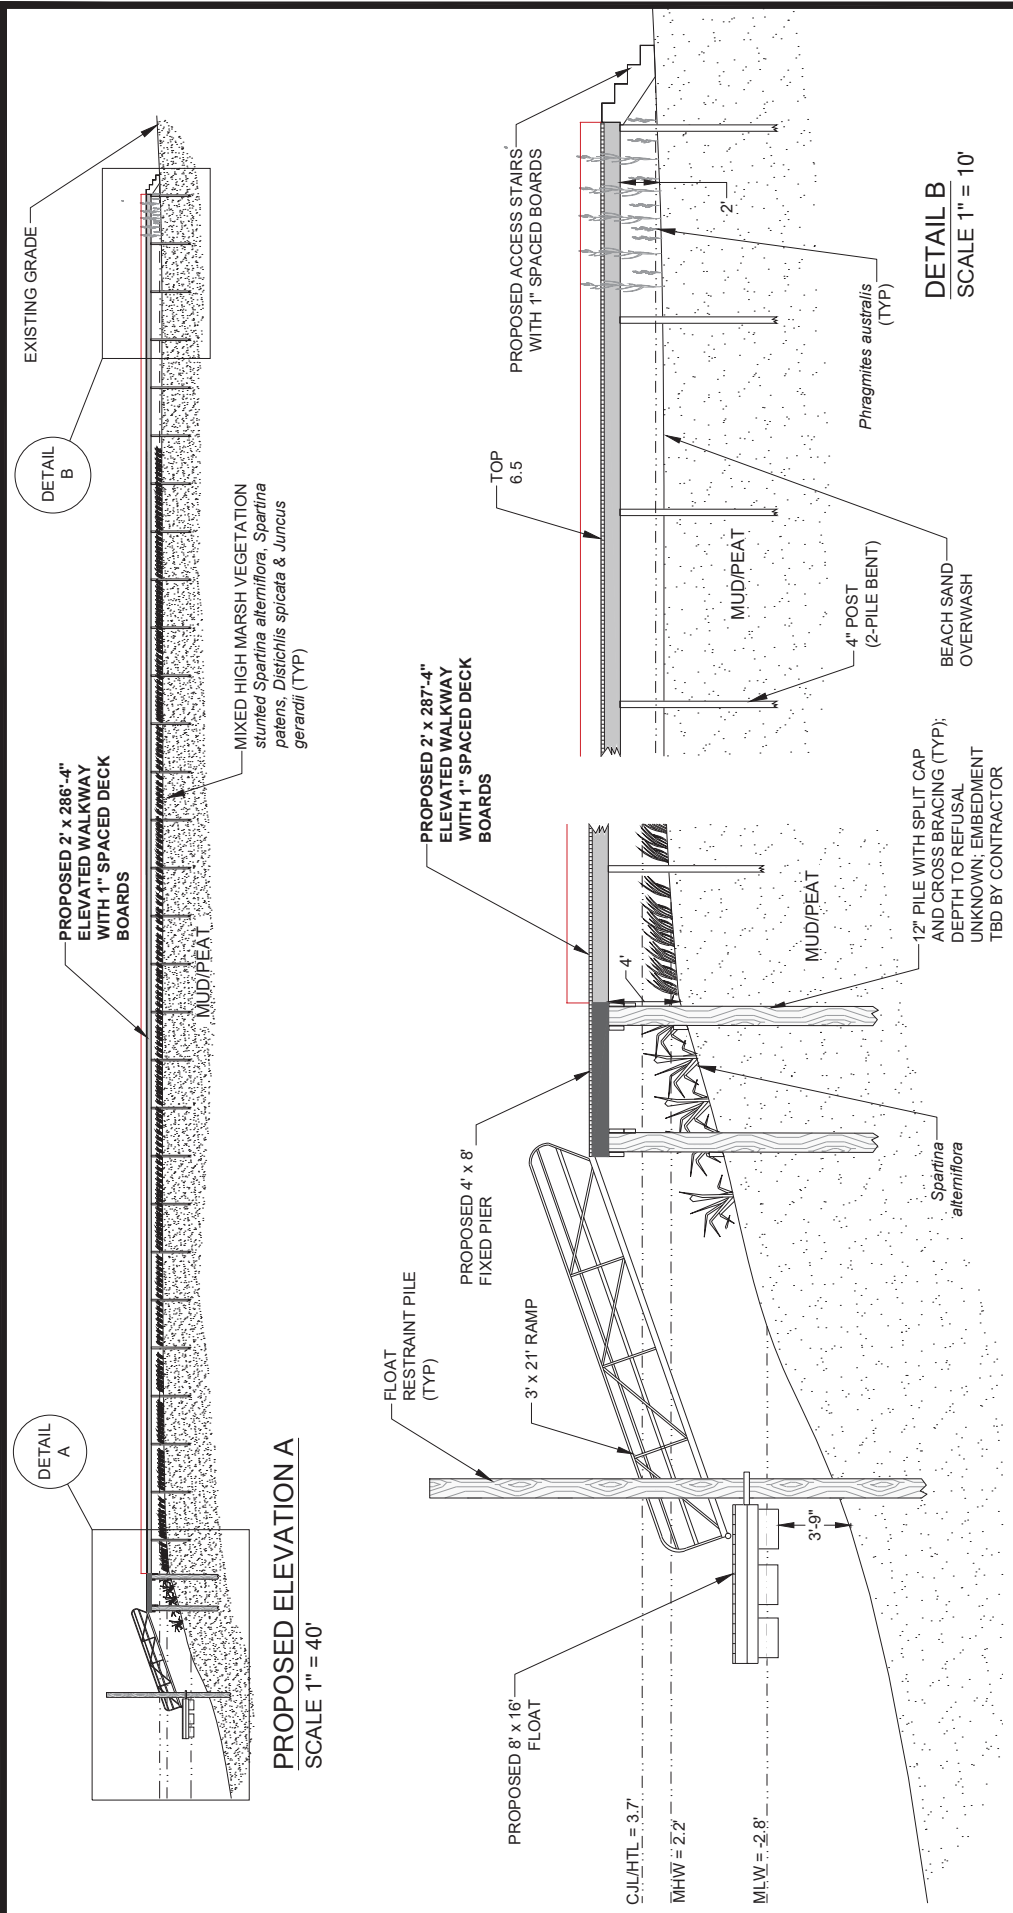 DETAIL
A
PROPOSED 2' x 286'-4"
ELEVATED WALKWAY
WITH 1" SPACED DECK
BOARDS
DETAIL
B
EXISTING GRADE
MUD/PEAT
MIXED HIGH MARSH VEGETATION
stunted Spartina alterniflora, Spartina
patens, Distichlis spicata & Juncus
gerardii (TYP)
PROPOSED ELEVATION A
SCALE 1" = 40'
FLOAT
RESTRAINT PILE
(TYP)
PROPOSED 8' x 16'
FLOAT
3' x 21' RAMP
PROPOSED 4' x 8'
FIXED PIER
PROPOSED 2' x 287'-4"
ELEVATED WALKWAY
WITH 1" SPACED DECK
BOARDS
CJL/HTL = 3.7'
MHW = 2.2'
MLW = -2.8'
3'-9"
4'
MUD/PEAT
Spartina
alterniflora
12" PILE WITH SPLIT CAP
AND CROSS BRACING (TYP);
DEPTH TO REFUSAL
UNKNOWN; EMBEDMENT
TBD BY CONTRACTOR
TOP
6.5
PROPOSED ACCESS STAIRS
WITH 1" SPACED BOARDS
2'
MUD/PEAT
4" POST
(2-PILE BENT)
Phragmites australis
(TYP)
BEACH SAND
OVERWASH
DETAIL B
SCALE 1" = 10'